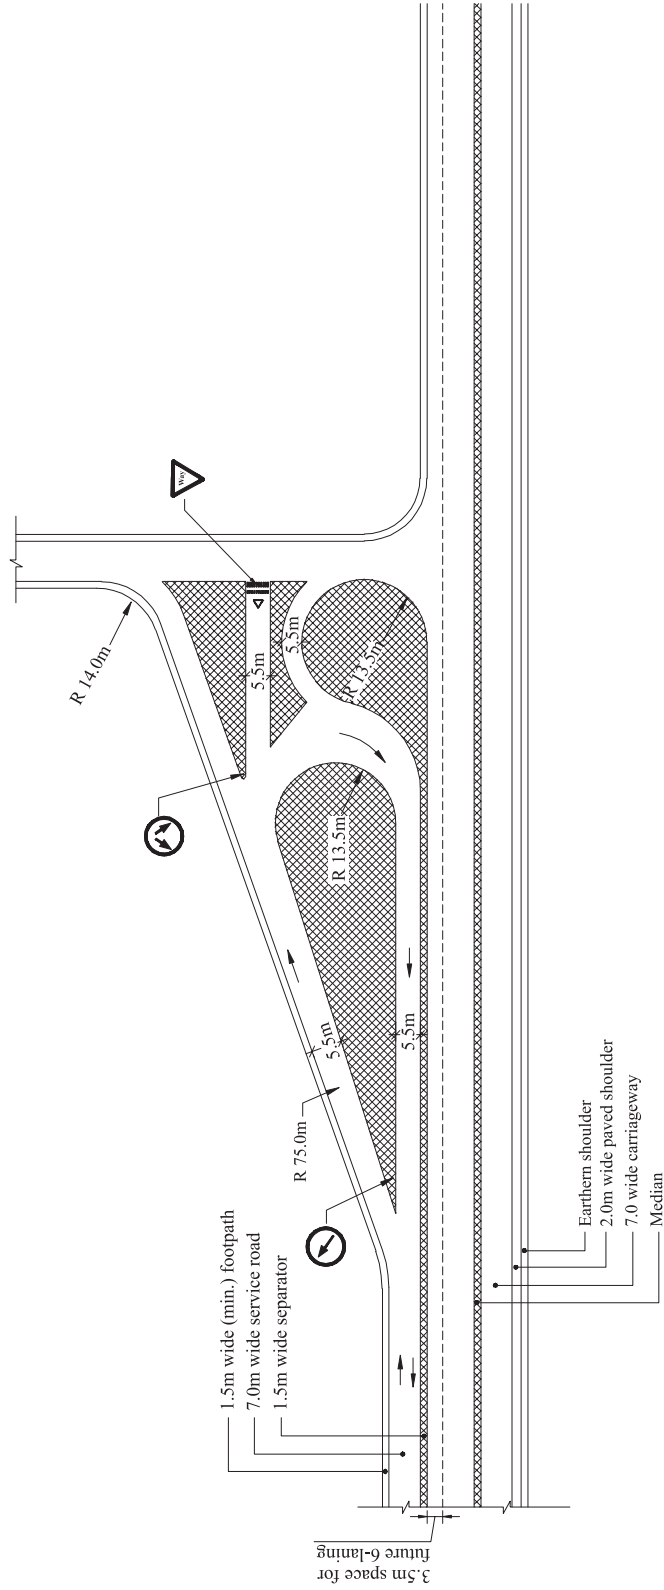 Way
R 14.0m
5.5m
5.5m
R 13.5m
R 13.5m
5.5m
5.5m
R 75.0m
1.5m wide (min.) footpath
7.0m wide service road
1.5m wide separator
Earthern shoulder
2.0m wide paved shoulder
7.0 wide carriageway
Median
3.5m space for
future 6-laning